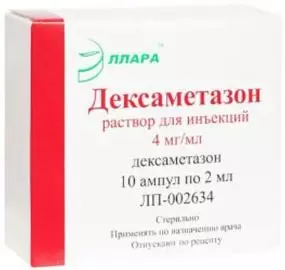 ЭЛЛАРА
Дексаметазон
раствор для инъекций
4 мг/мл
дексаметазон
10 ампул по 2 мл
ЛП-002634
Стерильно
Применять по назначению врача
Отпускают по рецепту